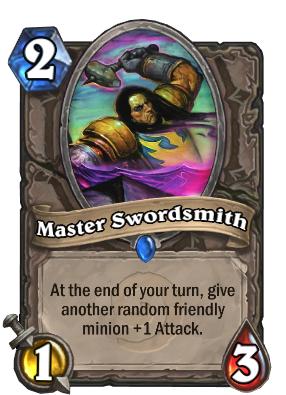 2
Master Swordsmith
At the end of your turn, give
another random friendly
minion +1 Attack.
1
3